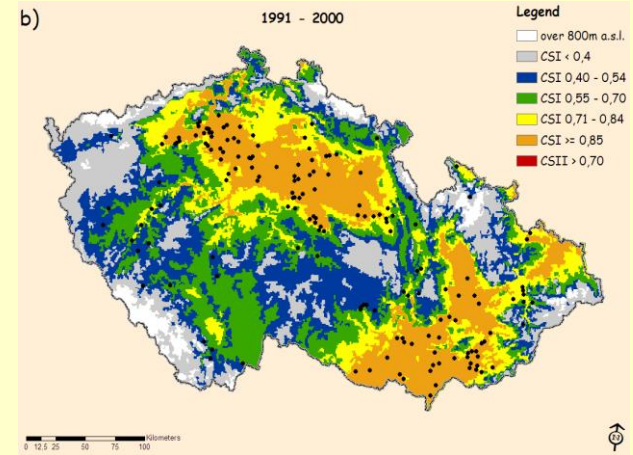 b)
1991 - 2000
Legend
over 800m a.s.l.
CSI < 0,4
CSI 0,40 - 0,54
CSI 0,55 - 0,70
CSI 0,71 - 0,84
CSI >= 0,85
CSII > 0,70
Kilometers
0 12,5 25 50 75 100